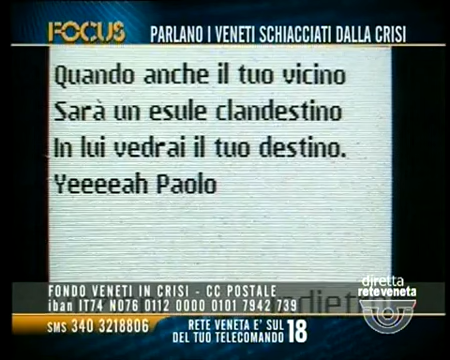 FOCUS PARLANO I VENETI SCHIACCIATI DALLA CRISI
Quando anche il tuo vicino
Sarà un esule clandestino
In lui vedrai il tuo destino.
Yeeeeah Paolo
diretta
reteveneta
FONDO VENETI IN CRISI - CC POSTALE
iban IT74 N076 0112 0000 0101 7942 739
SMS 340 3218806
RETE VENETA E' SUL
DEL TUO TELECOMANDO 18